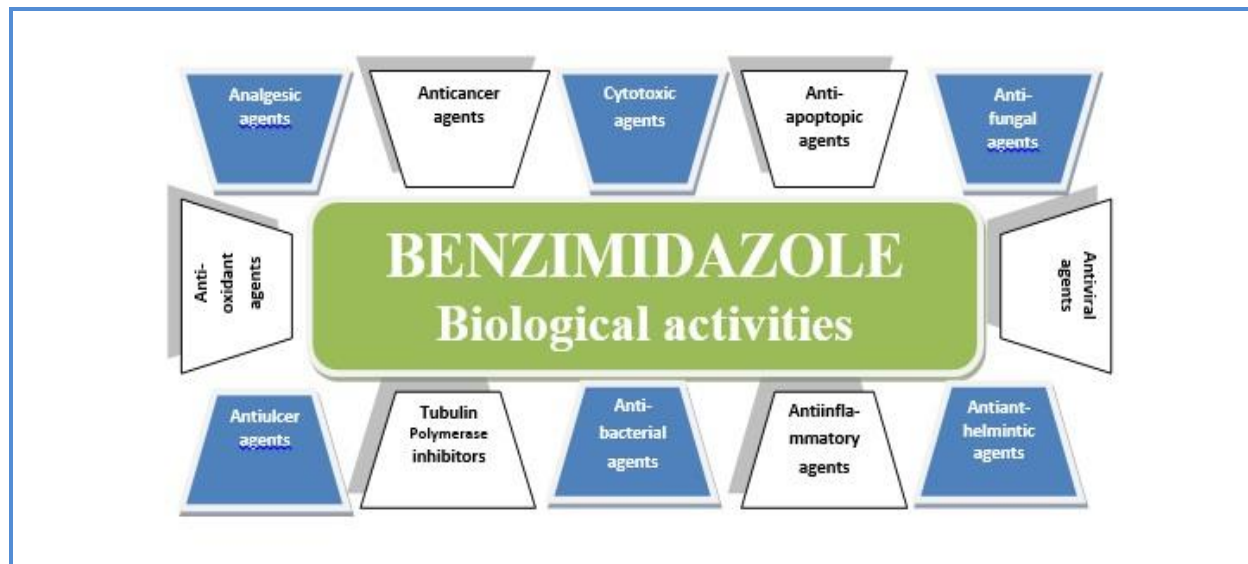 Analgesic
agents
Anticancer
agents
Cytotoxic
agents
Anti-
apoptopic
agents
Anti-
fungal
agents
Anti-
oxidant
agents
BENZIMIDAZOLE
Biological activities
Antiviral
agents
Antiulcer
agents
Tubulin
Polymerase
inhibitors
Anti-
bacterial
agents
Antiinfla-
mmatory
agents
Antiant-
helmintic
agents